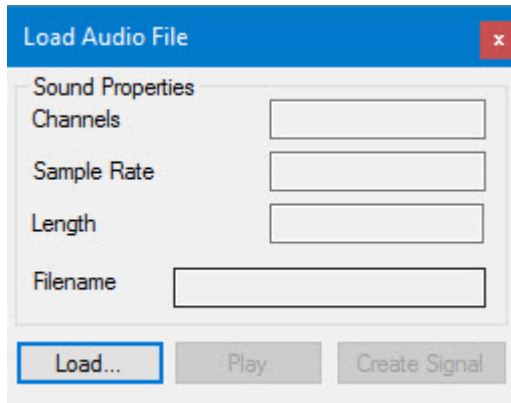 Load Audio File
x
Sound Properties
Channels
Sample Rate
Length
Filename
Load... Play Create Signal